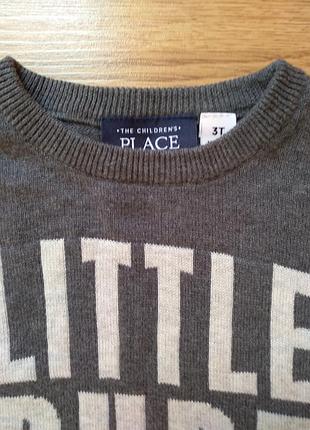 • THE CHILDREN'S •
PLACE
3T
LITTLE